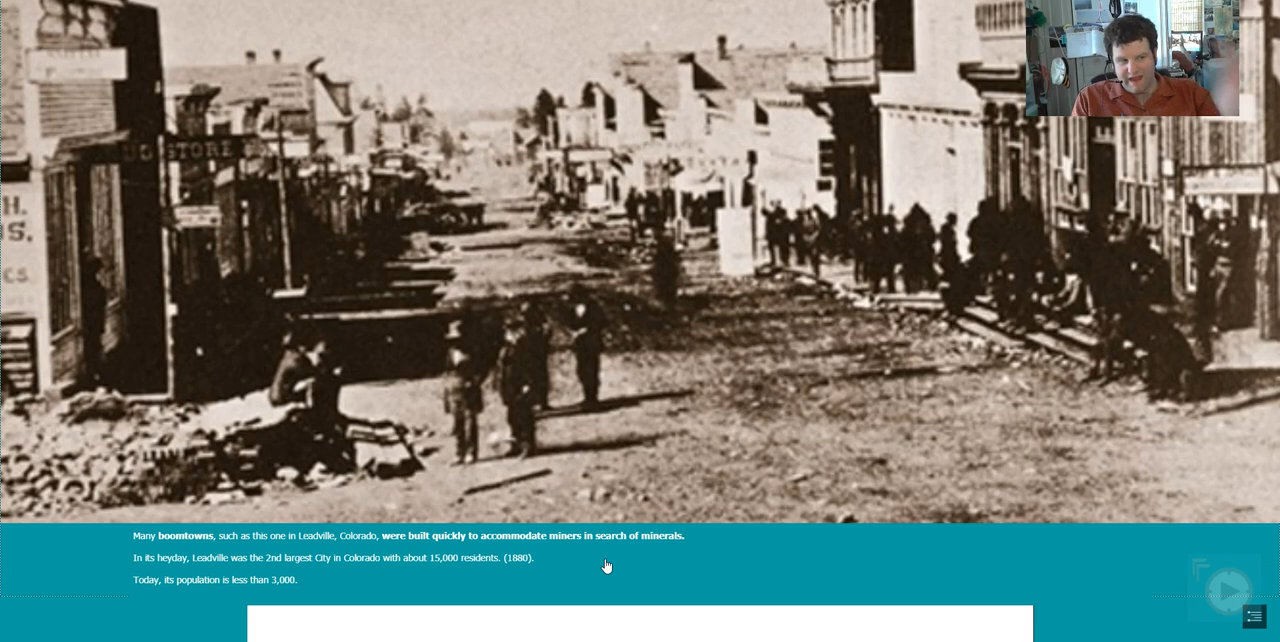 STORE
H.
S.
Many boomtowns, such as this one in Leadville, Colorado, were built quickly to accommodate miners in search of minerals.
In its heyday, Leadville was the 2nd largest City in Colorado with about 15,000 residents. (1880).
Today, its population is less than 3,000.